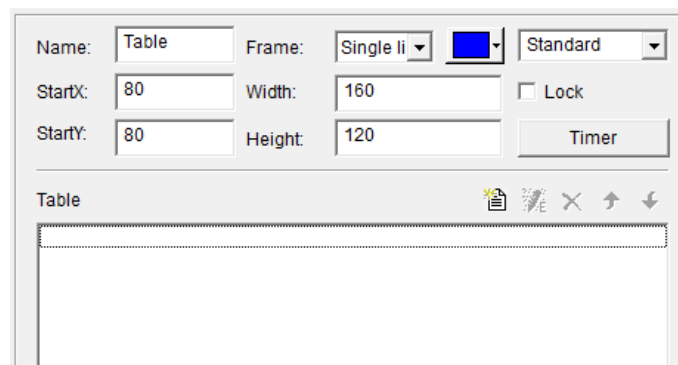 Name: Table Frame: Single li Standard
StartX: 80 Width: 160 Lock
StartY: 80 Height: 120 Timer
Table